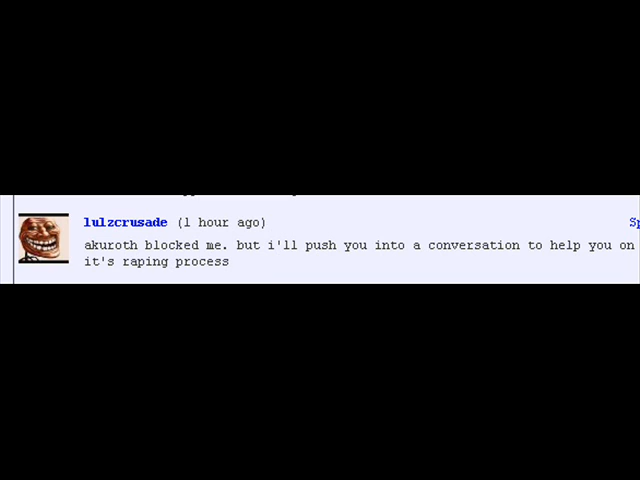 lulzcrusade (1 hour ago) Sp
akuroth blocked me. but i'll push you into a conversation to help you on
it's raping process